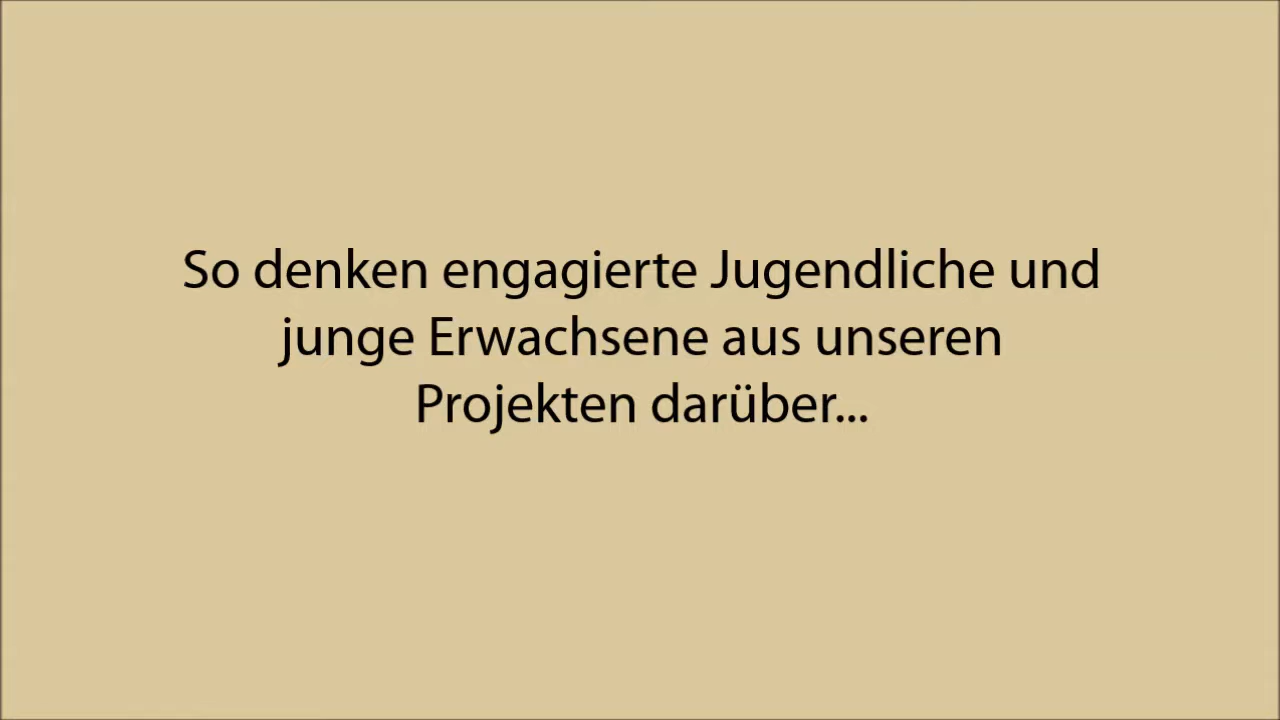 So denken engagierte Jugendliche und
junge Erwachsene aus unseren
Projekten darüber...